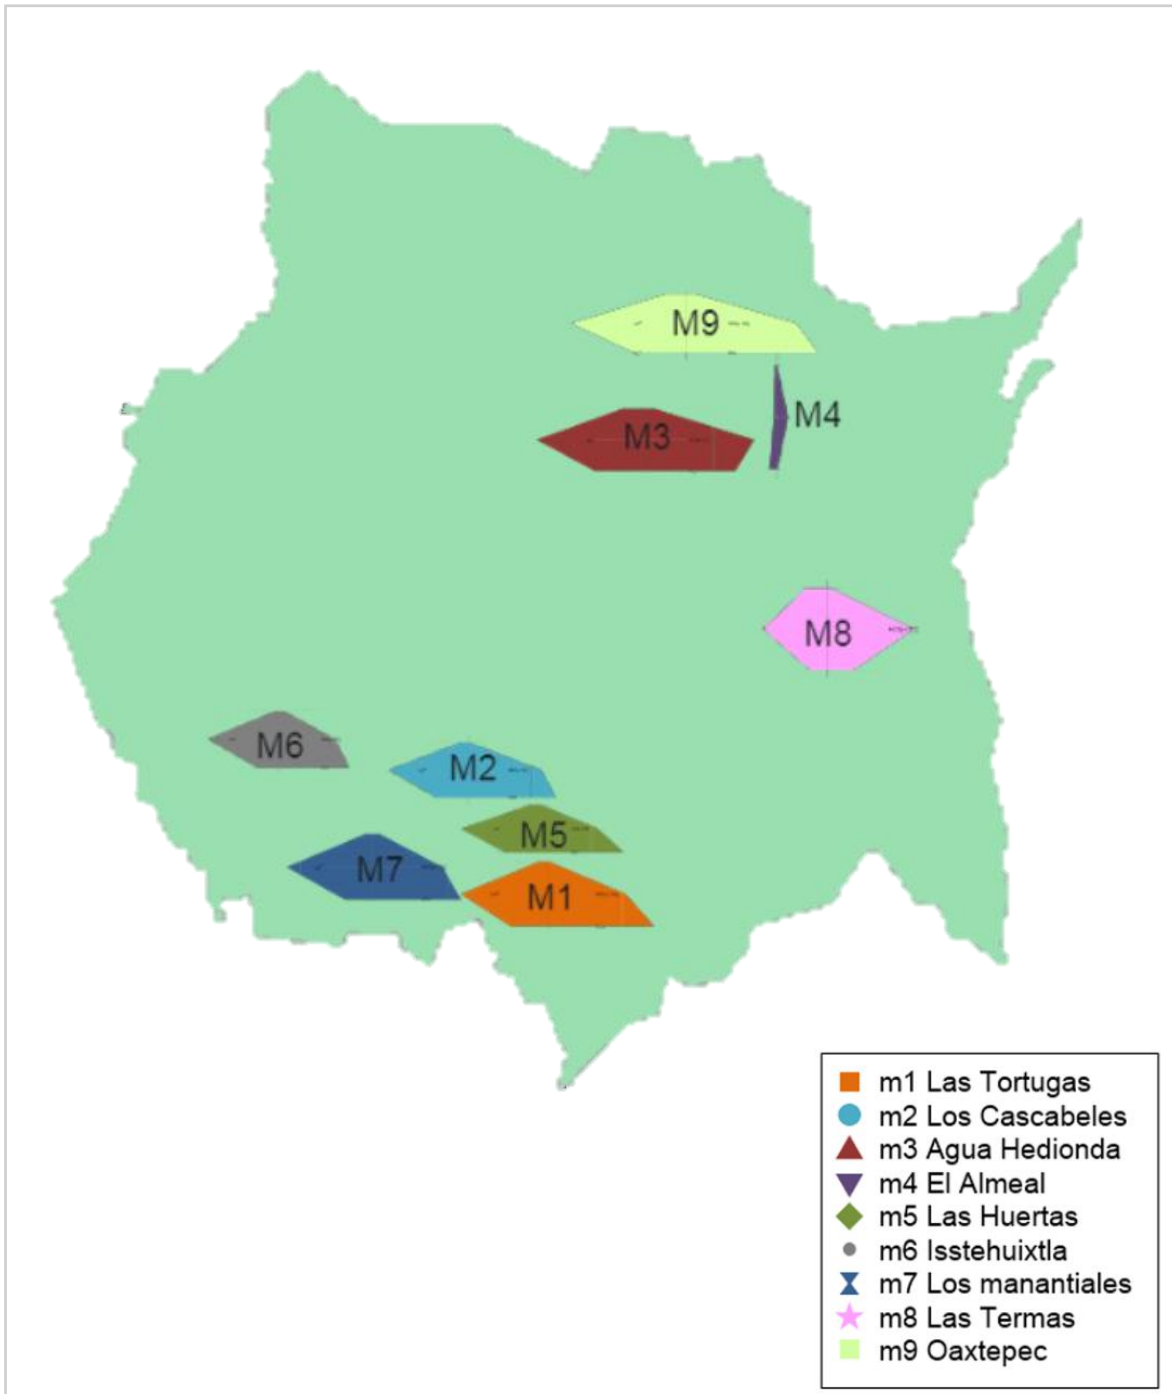 M9
M4
M3
M8
M6
M2
M5
M7
M1
m1 Las Tortugas
m2 Los Cascabeles
m3 Agua Hedionda
m4 El Almeal
m5 Las Huertas
m6 Isstehuixtla
m7 Los manantiales
m8 Las Termas
m9 Oaxtepec